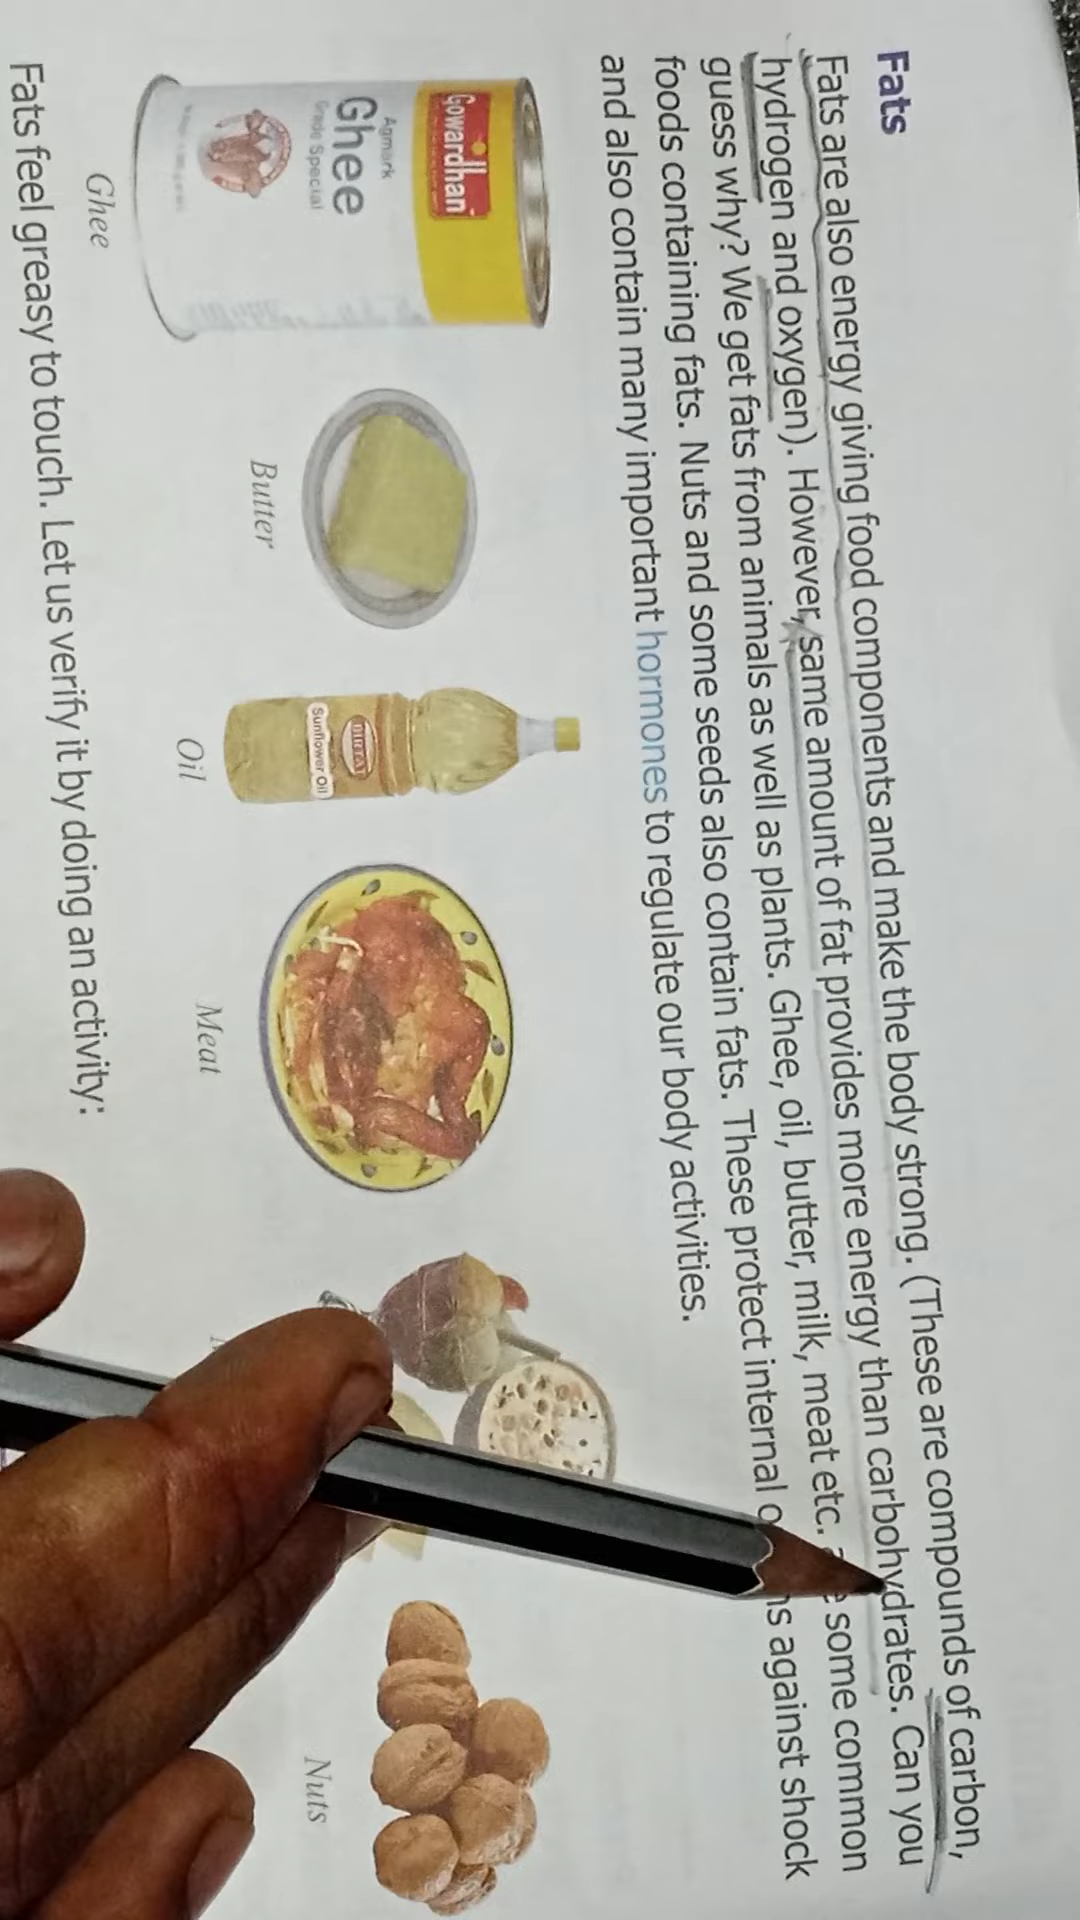 Fats
Fats are also energy giving food components and make the body strong. (These are compounds of carbon,
hydrogen and oxygen). However, same amount of fat provides more energy than carbohydrates. Can you
guess why? We get fats from animals as well as plants. Ghee, oil, butter, milk, meat etc. some common
foods containing fats. Nuts and some seeds also contain fats. These protect internal against shock
and also contain many important hormones to regulate our body activities.
Gowardhan
Agmark
Ghee
Grade Special
Sunflower Oil
Ghee
Butter
Oil
Meat
Nuts
Fats feel greasy to touch. Let us verify it by doing an activity: